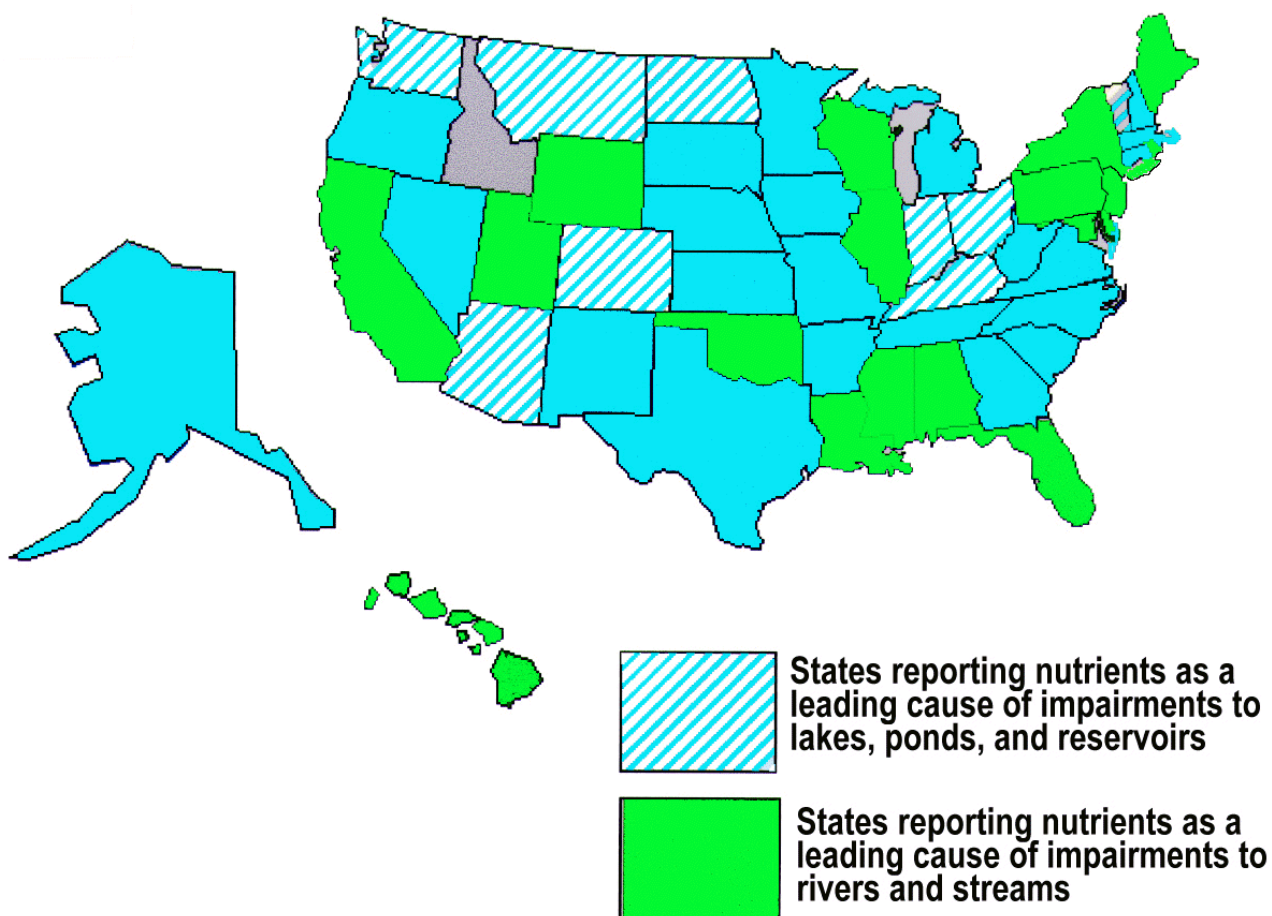 States reporting nutrients as a
leading cause of impairments to
lakes, ponds, and reservoirs
States reporting nutrients as a
leading cause of impairments to
rivers and streams